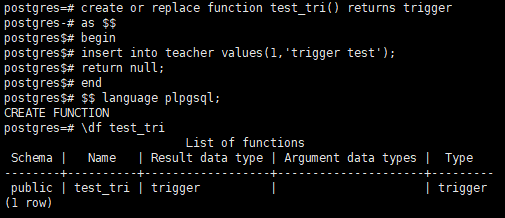 postgres=# create or replace function test_tri() returns trigger
postgres-# as $$
postgres$# begin
postgres$# insert into teacher values(1,'trigger test');
postgres$# return null;
postgres$# end
postgres$# $$ language plpgsql;
CREATE FUNCTION
postgres=# \df test_tri
                         List of functions
 Schema |   Name   | Result data type | Argument data types |  Type
--------+----------+------------------+---------------------+---------
 public | test_tri | trigger          |                     | trigger
(1 row)